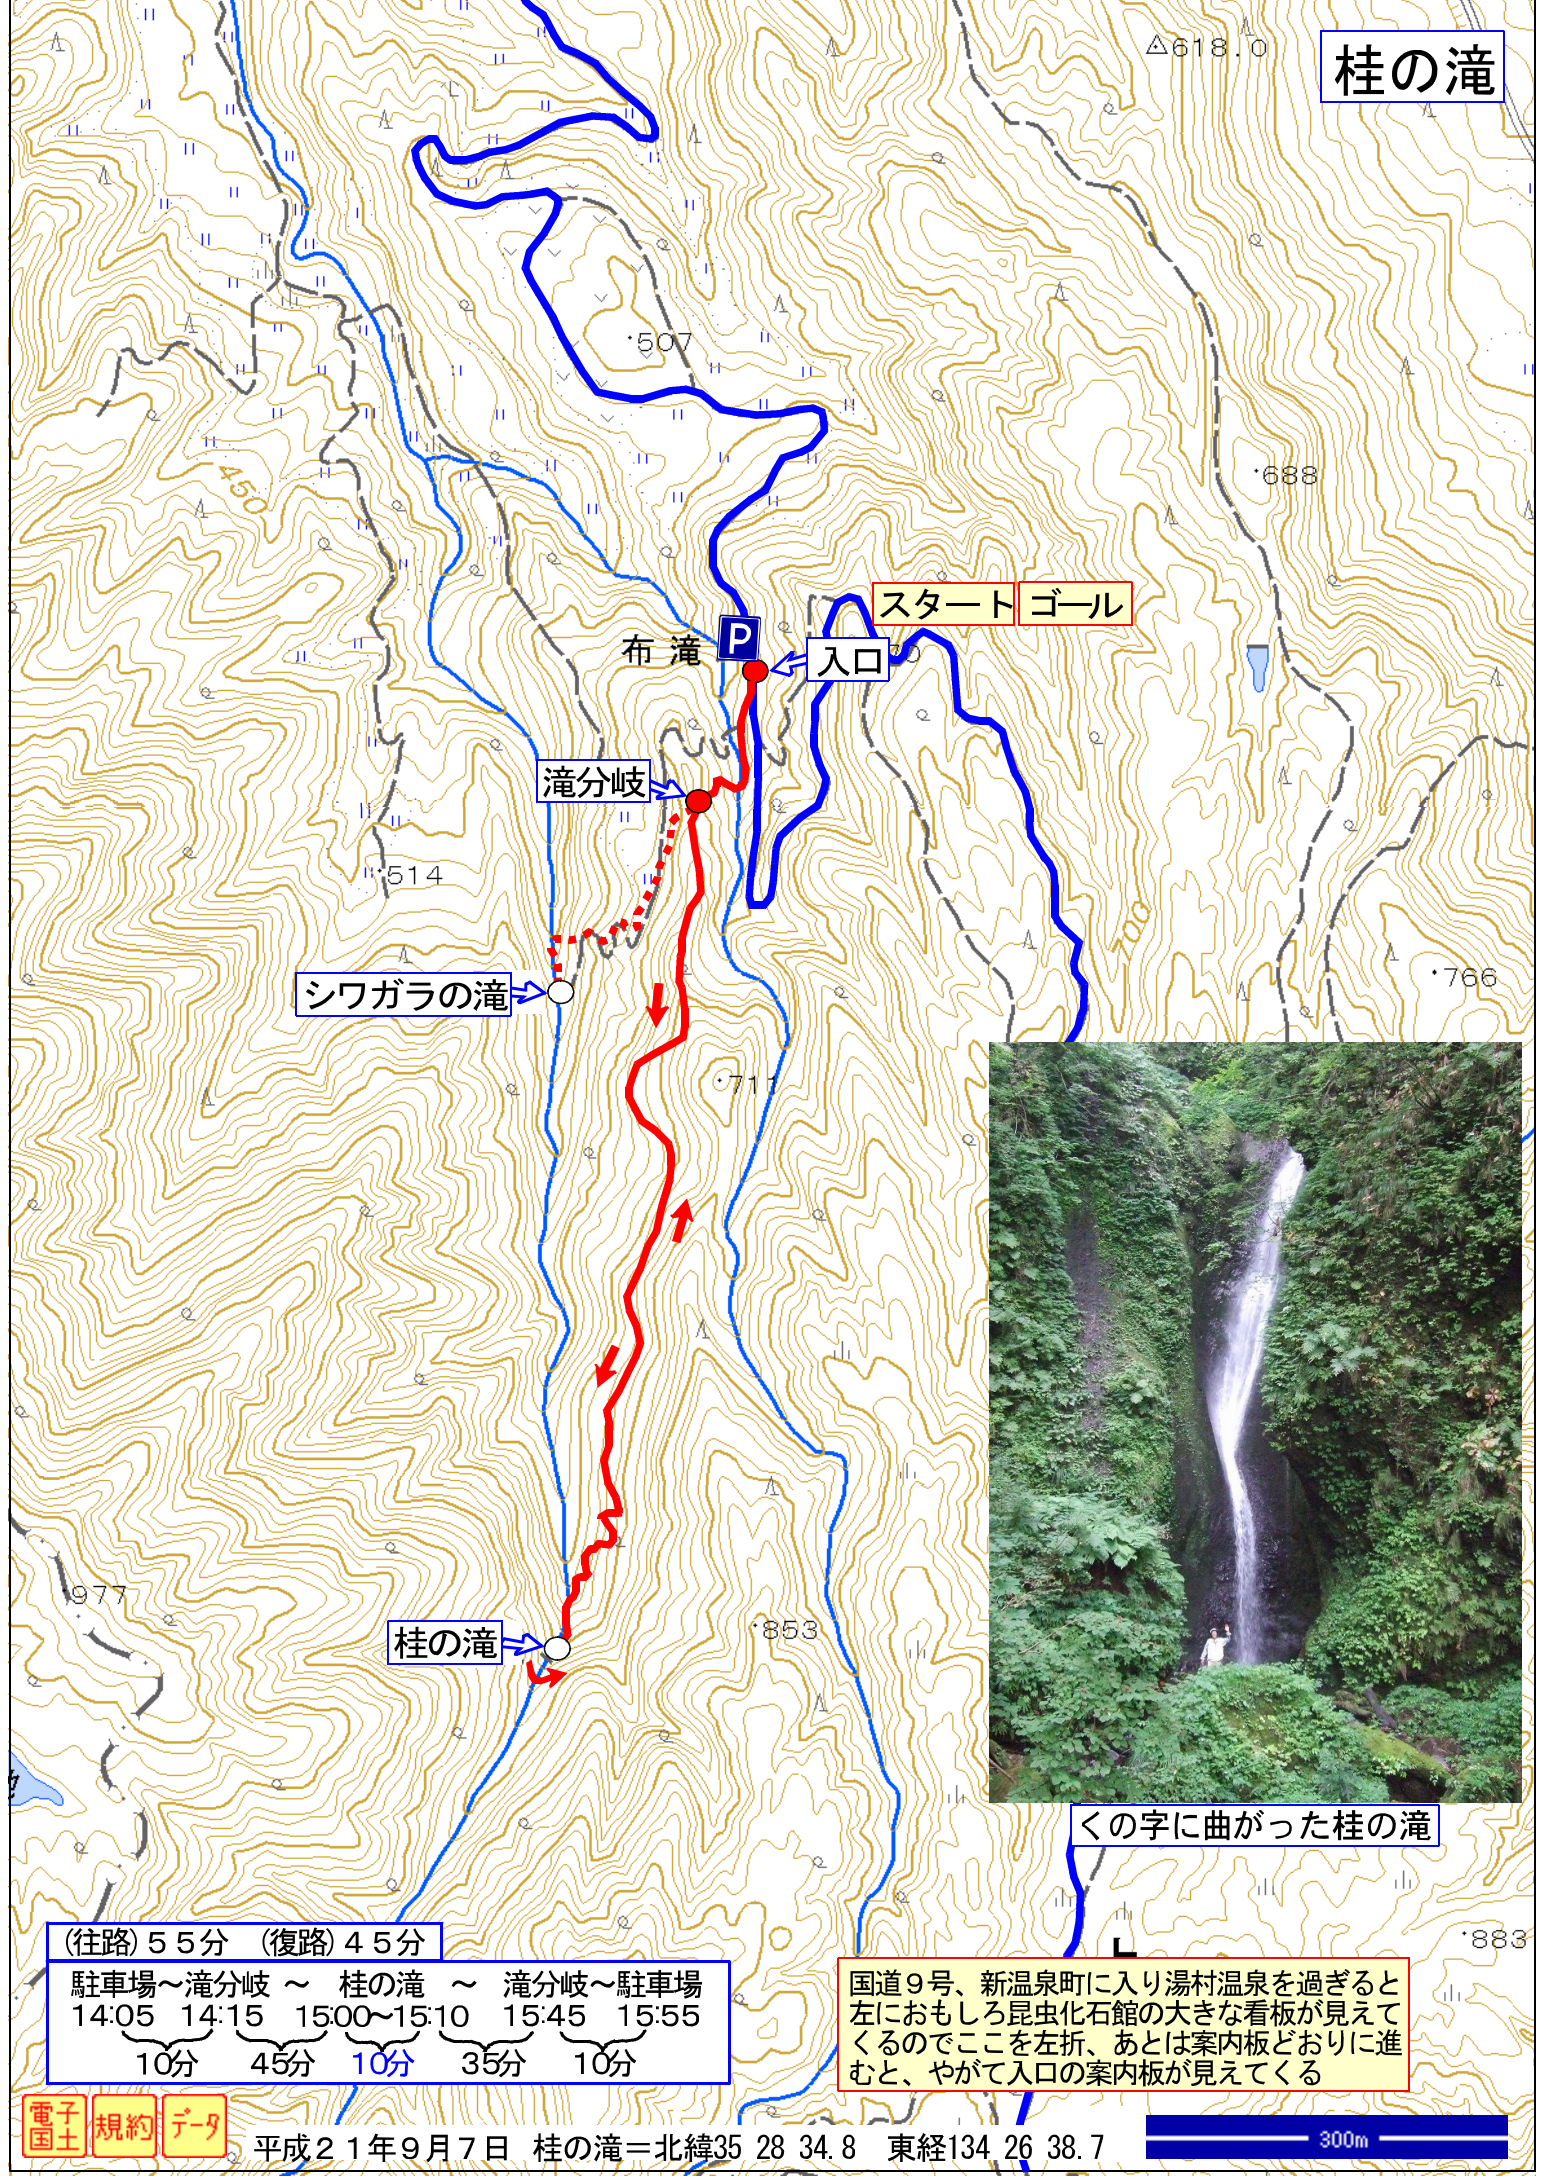 桂の滝
618.0
507
450
688
スタート ゴール
P
布滝
入口
滝分岐
514
700
766
シワガラの滝
711
977
853
桂の滝
くの字に曲がった桂の滝
883
(往路)５５分 (復路)４５分
駐車場～滝分岐 ～ 桂の滝 ～ 滝分岐～駐車場
14:05 14:15 15:00～15:10 15:45 15:55
10分 45分 10分 35分 10分
国道９号、新温泉町に入り湯村温泉を過ぎると
左におもしろ昆虫化石館の大きな看板が見えて
くるのでここを左折、あとは案内板どおりに進
むと、やがて入口の案内板が見えてくる
電子国土 規約 データ
平成２１年９月７日 桂の滝＝北緯35 28 34.8 東経134 26 38.7
300m